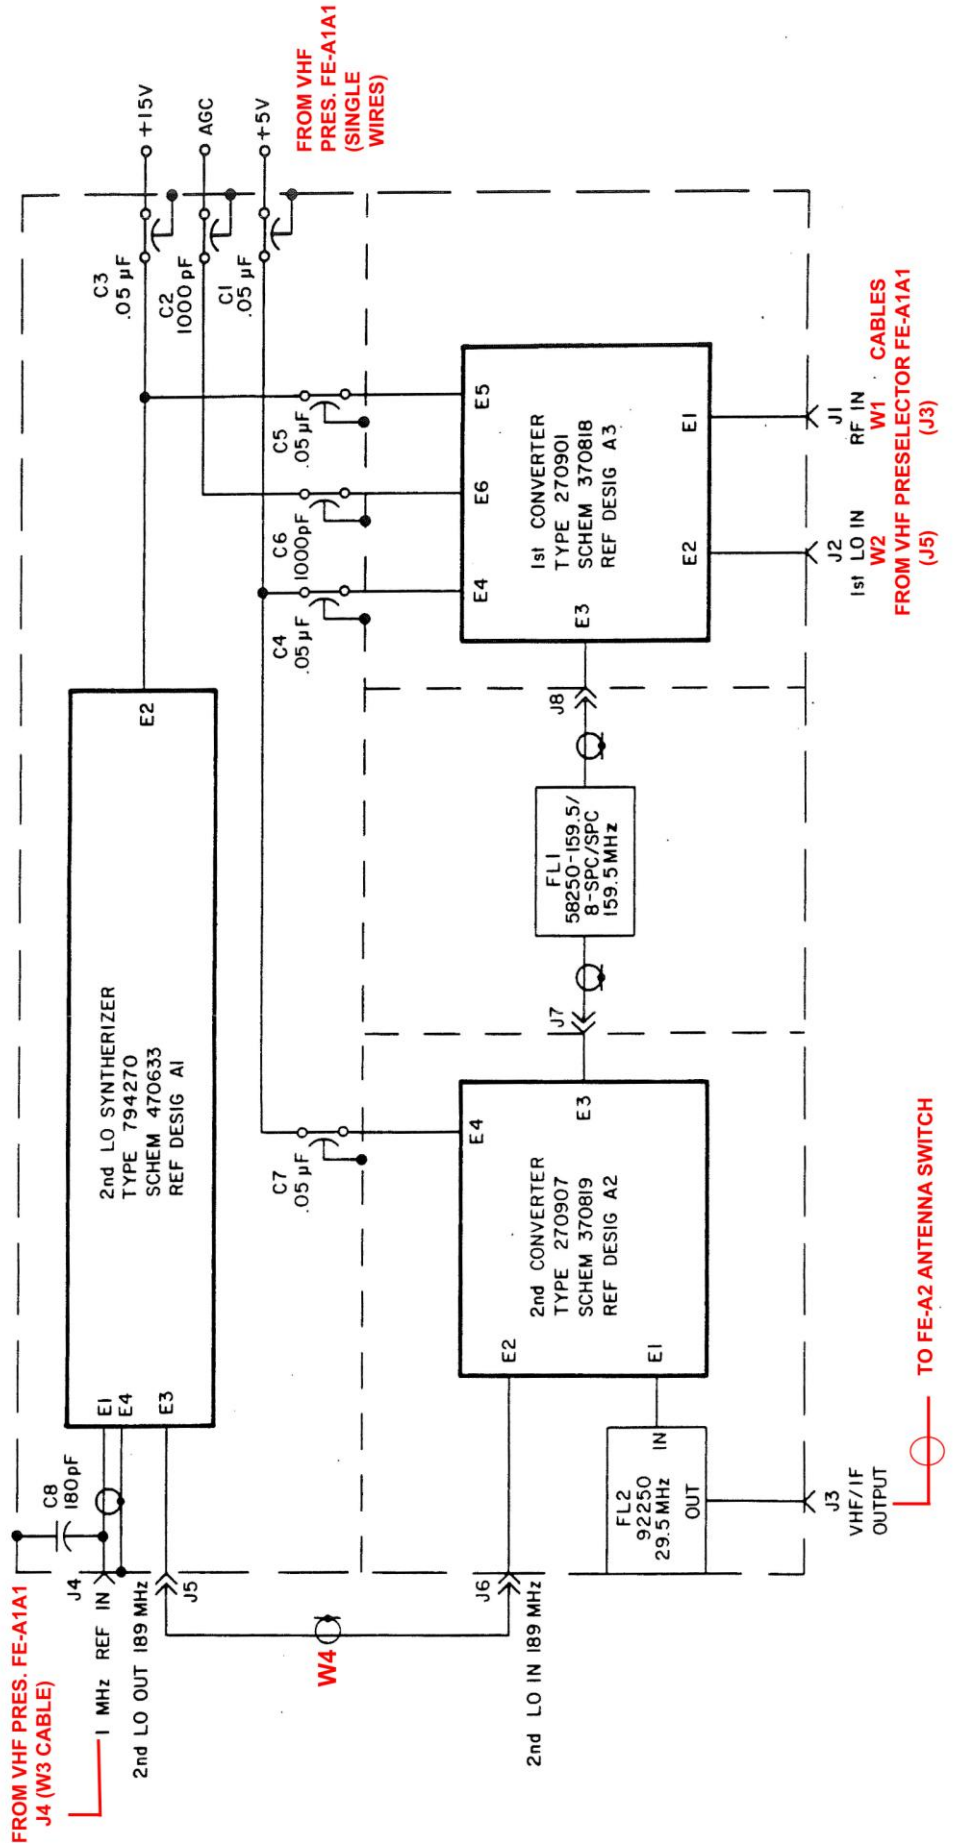 FROM VHF PRES. FE-A1A1
J4 (W3 CABLE)
1 MHz REF IN
J4
C8
180pF
E1
E4
E3
2nd LO OUT 189 MHz
J5
W4
J6
2nd LO IN 189 MHz
2nd LO SYNTHERIZER
TYPE 794270
SCHEM 470633
REF DESIG A1
E2
C3
.05 µF
C2
1000 pF
C1
.05 µF
+15V
AGC
+5V
FROM VHF
PRES. FE-A1A1
(SINGLE
WIRES)
C7
.05 µF
C4
.05 µF
C6
1000pF
C5
.05 µF
E2
E4
2nd CONVERTER
TYPE 270907
SCHEM 370819
REF DESIG A2
E3
E1
J7
FL1
58250-159.5/
8-SPC/SPC
159.5MHz
J8
E4
E6
E5
E3
1st CONVERTER
TYPE 270901
SCHEM 370818
REF DESIG A3
E2
E1
FL2
92250
29.5 MHz
IN
OUT
J3
VHF/IF
OUTPUT
TO FE-A2 ANTENNA SWITCH
J2
1st LO IN
J1
RF IN
W2
W1 CABLES
FROM VHF PRESELECTOR FE-A1A1
(J5)
(J3)